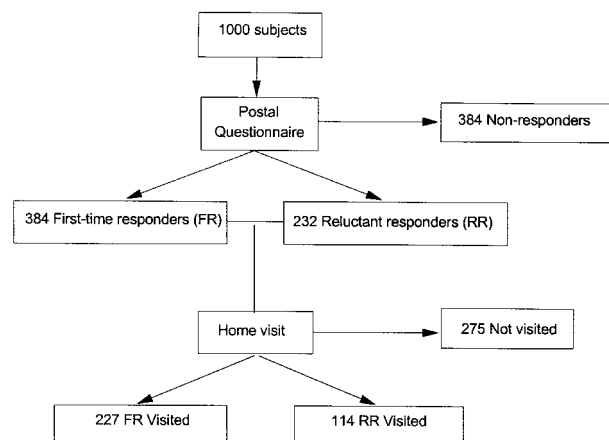 1000 subjects
Postal
Questionnaire
384 Non-responders
384 First-time responders (FR)
232 Reluctant responders (RR)
Home visit
275 Not visited
227 FR Visited
114 RR Visited